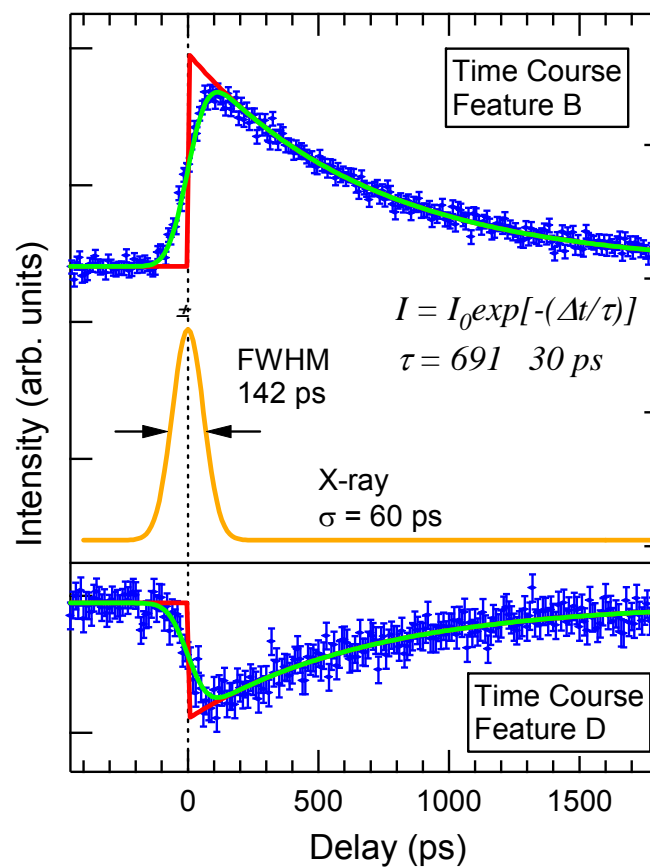 Time Course
Feature B
±
I = I₀exp[-(Δt/τ)]
τ = 691 30 ps
FWHM
142 ps
X-ray
σ = 60 ps
Time Course
Feature D
Intensity (arb. units)
0
500
1000
1500
Delay (ps)